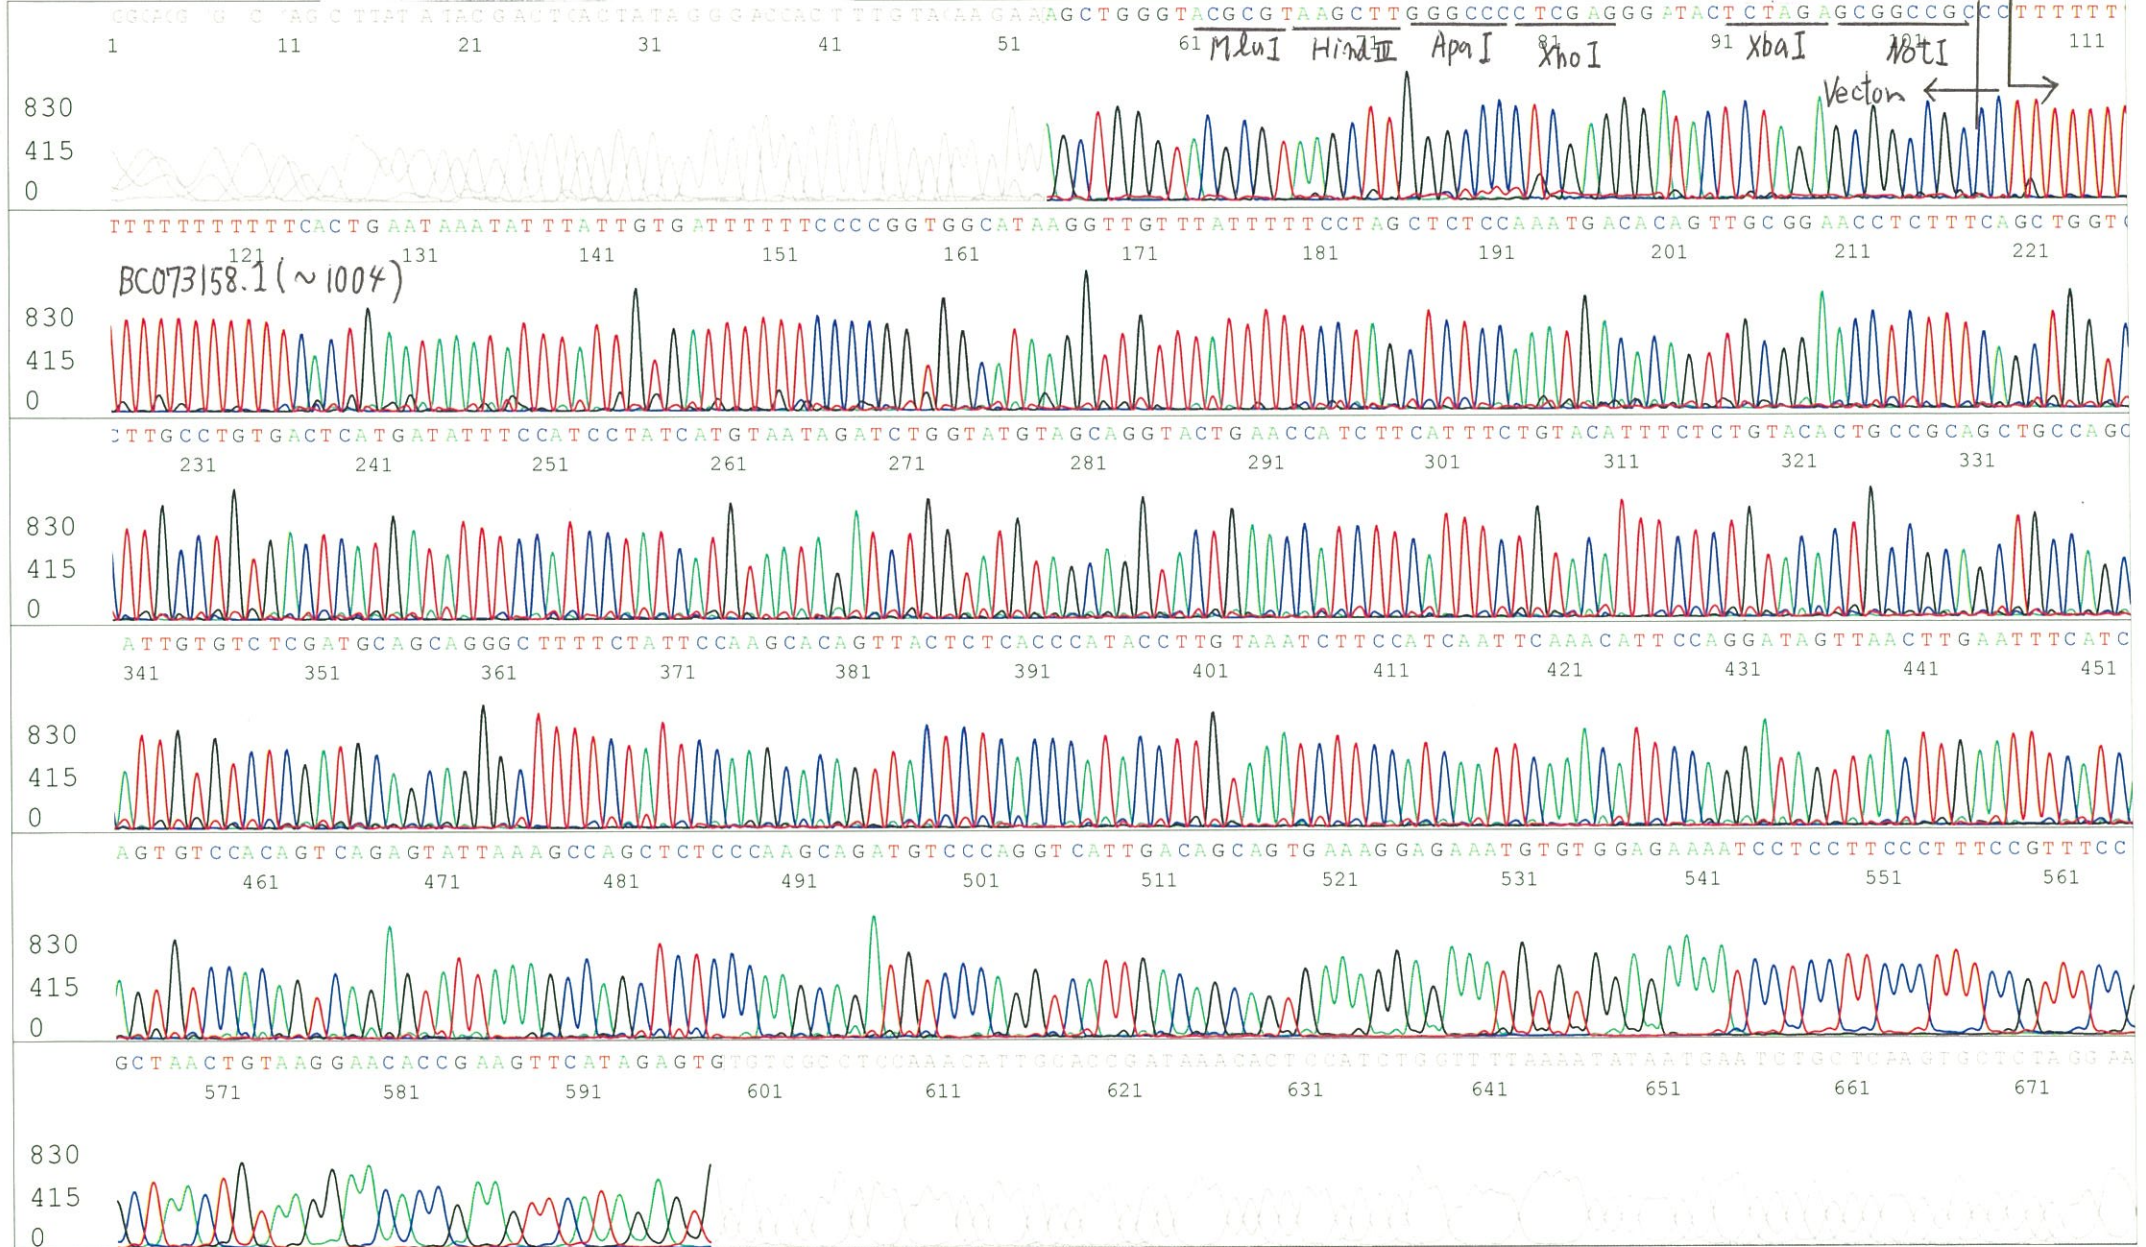 AGCTGGGTACGCGTAAGCTTGGGCCCCTCGAGGGATACTCTAGAGCGGCCGCCCTTTTTT
1 11 21 31 41 51 61 71 81 91 101 111
MluI HindIII ApaI XhoI XbaI NotI
Vector
830
415
0
TTTTTTTTTTTCACTGAATAAATATTTATTGTGATTTTTTCCCCGGTGGCATAAGGTTGTTTATTTTTCCTAGCTCTCCAAATGACACAGTTGCGGAACCTCTTTCAGCTGGTC
121 131 141 151 161 171 181 191 201 211 221
BC073158.1 (~1004)
830
415
0
CTTGCCTGTGACTCATGATATTTCCATCCTATCATGTAATAGATCTGGTATGTAGCAGGTACTGAACCATCTTCATTTCTGTACATTTCTCTGTACACTGCCGCAGCTGCCAGC
231 241 251 261 271 281 291 301 311 321 331
830
415
0
ATTGTGTCTCGATGCAGCAGGGCTTTTCTATTCCAAGCACAGTTACTCTCACCCATACCTTGTAAATCTTCCATCAATTCAAACATTCCAGGATAGTTAACTTGAATTTCATC
341 351 361 371 381 391 401 411 421 431 441 451
830
415
0
AGTGTCCACAGTCAGAGTATTAAAGCCAGCTCTCCCAAGCAGATGTCCCAGGTCATTGACAGCAGTGAAAGGAGAAATGTGTGGAGAAAATCCTCCTTCCCTTTCCGTTTCC
461 471 481 491 501 511 521 531 541 551 561
830
415
0
GCTAACTGTAAGGAACACCGAAGTTCATAGAGTG
571 581 591 601 611 621 631 641 651 661 671
830
415
0